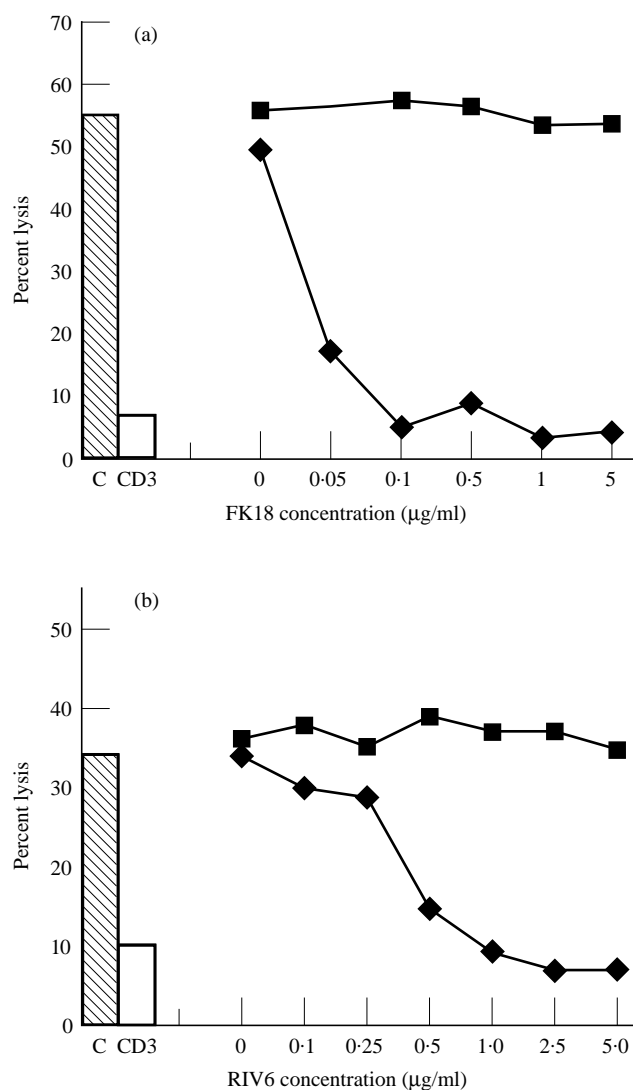 70
(a)
60
50
40
30
20
10
0
Percent lysis
C CD3 0 0·05 0·1 0·5 1 5
FK18 concentration (μg/ml)
(b)
50
40
30
20
10
0
Percent lysis
C CD3 0 0·1 0·25 0·5 1·0 2·5 5·0
RIV6 concentration (μg/ml)